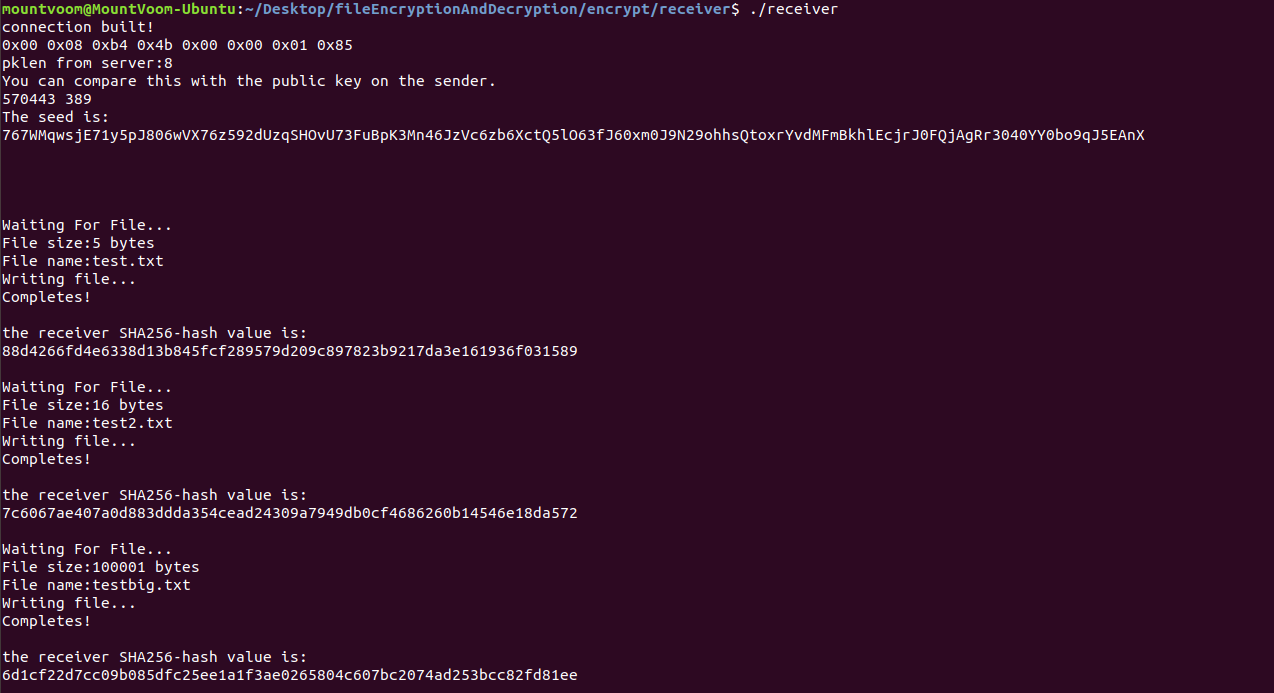 mountvoom@MountVoom-Ubuntu:~/Desktop/fileEncryptionAndDecryption/encrypt/receiver$ ./receiver
connection built!
0x00 0x08 0xb4 0x4b 0x00 0x00 0x01 0x85
pklen from server:8
You can compare this with the public key on the sender.
570443 389
The seed is:
767WMqwsjE71y5pJ806wVX76z592dUzqSHOvU73FuBpK3Mn46JzVc6zb6XctQ5lO63fJ60xm0J9N29ohhsQtoxrYvdMFmBkhlEcjrJ0FQjAgRr3040YY0bo9qJ5EAnX
Waiting For File...
File size:5 bytes
File name:test.txt
Writing file...
Completes!
the receiver SHA256-hash value is:
88d4266fd4e6338d13b845fcf289579d209c897823b9217da3e161936f031589
Waiting For File...
File size:16 bytes
File name:test2.txt
Writing file...
Completes!
the receiver SHA256-hash value is:
7c6067ae407a0d883ddda354cead24309a7949db0cf4686260b14546e18da572
Waiting For File...
File size:100001 bytes
File name:testbig.txt
Writing file...
Completes!
the receiver SHA256-hash value is:
6d1cf22d7cc09b085dfc25ee1a1f3ae0265804c607bc2074ad253bcc82fd81ee